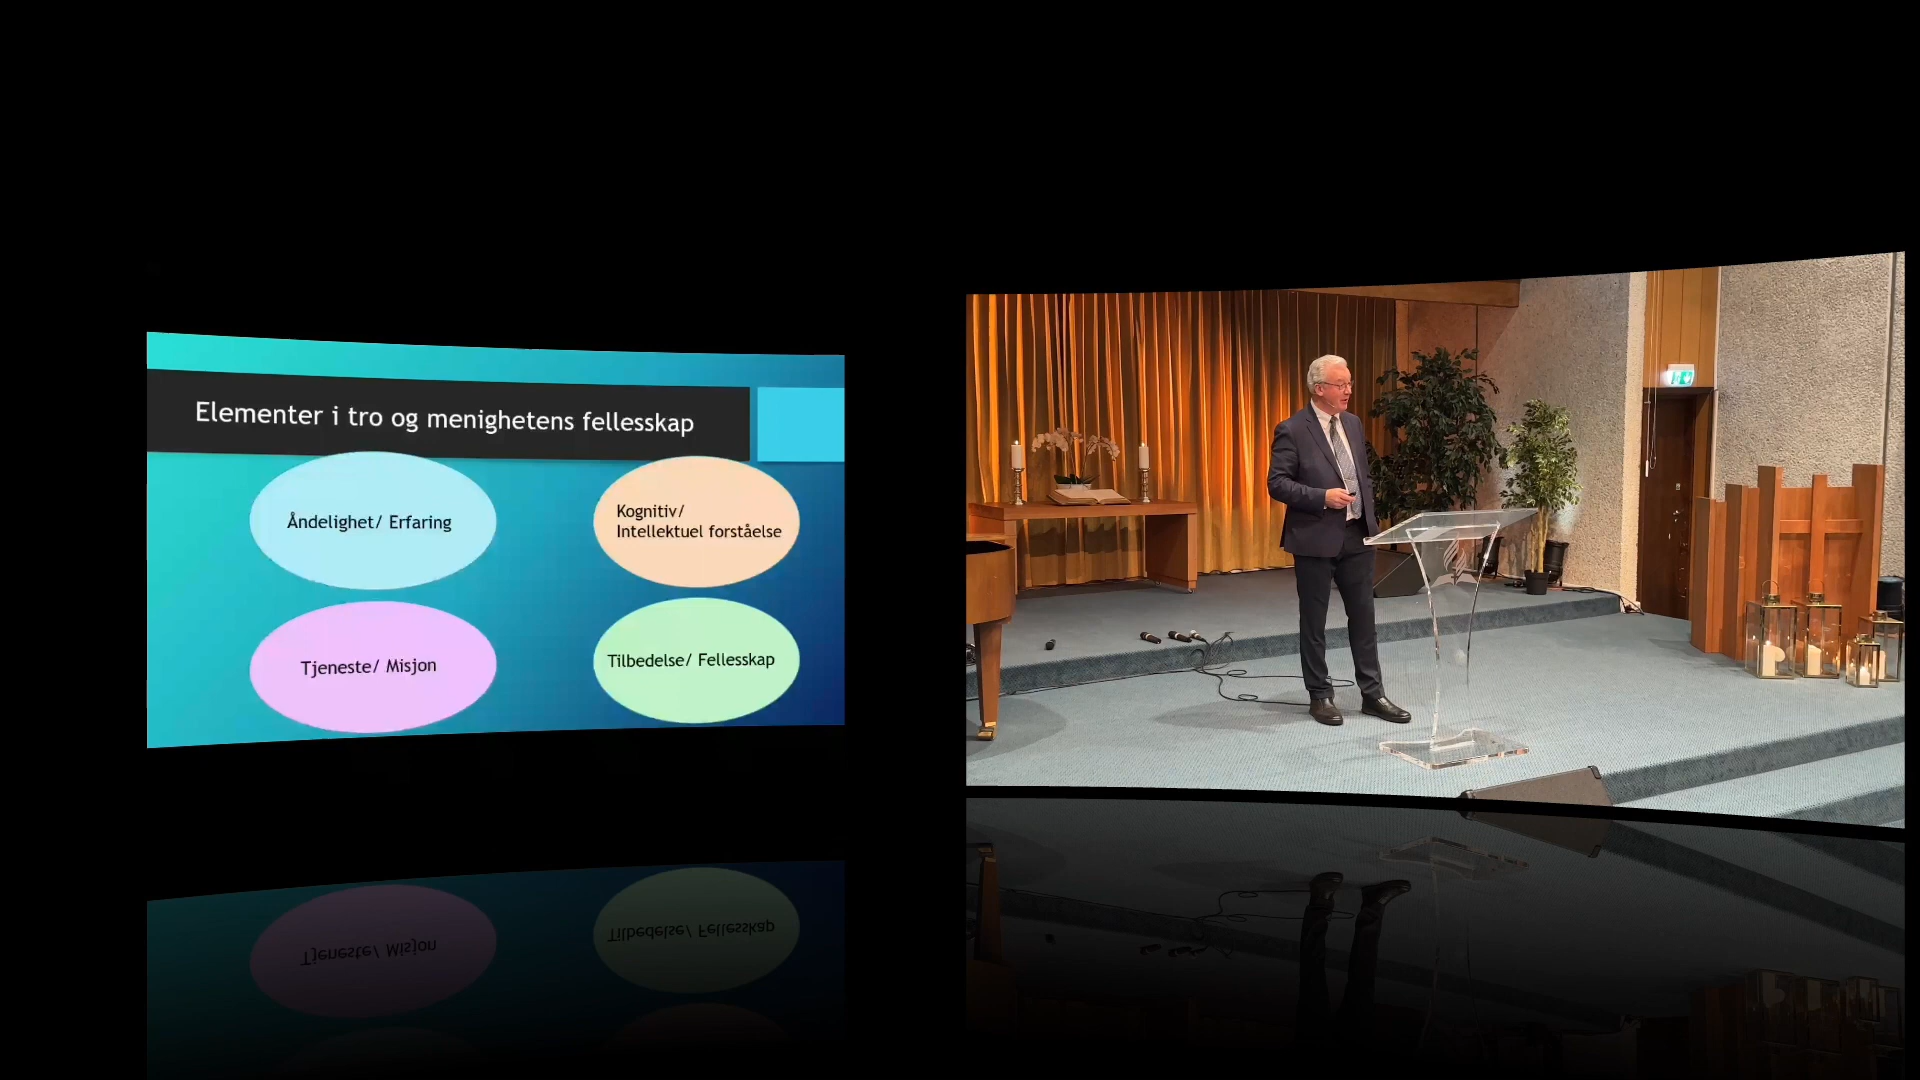 Elementer i tro og menighetens fellesskap
Åndelighet/ Erfaring
Kognitiv/
Intellektuel forståelse
Tjeneste/ Misjon
Tilbedelse/ Fellesskap